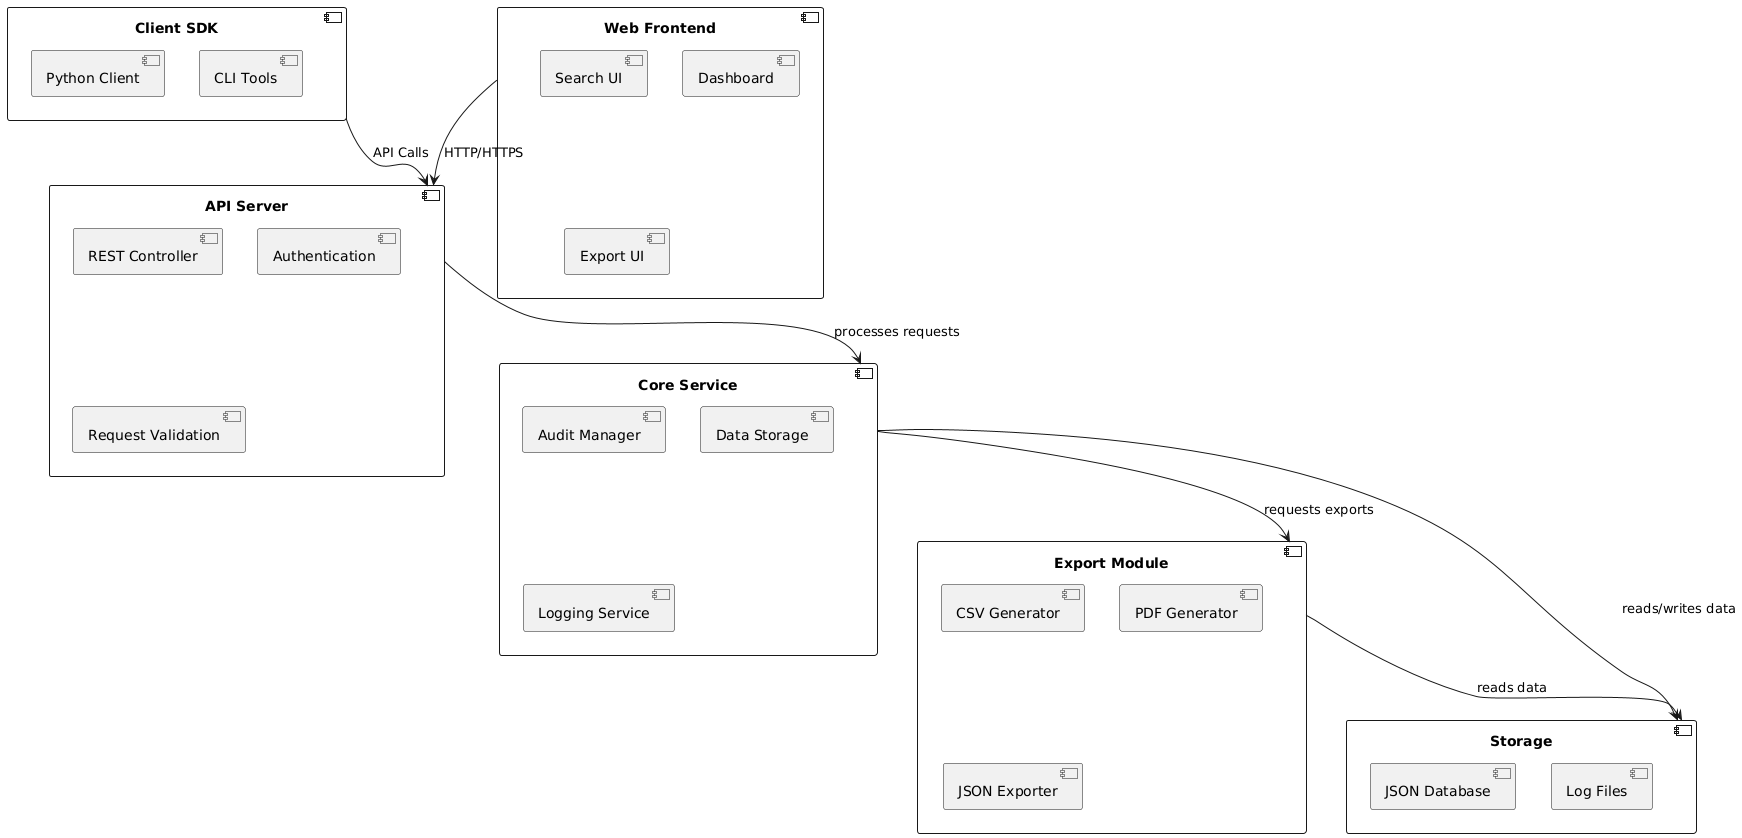 Client SDK
Python Client
CLI Tools
Web Frontend
Search UI
Dashboard
Export UI
API Calls
HTTP/HTTPS
API Server
REST Controller
Authentication
Request Validation
processes requests
Core Service
Audit Manager
Data Storage
Logging Service
requests exports
reads/writes data
Export Module
CSV Generator
PDF Generator
JSON Exporter
reads data
Storage
JSON Database
Log Files